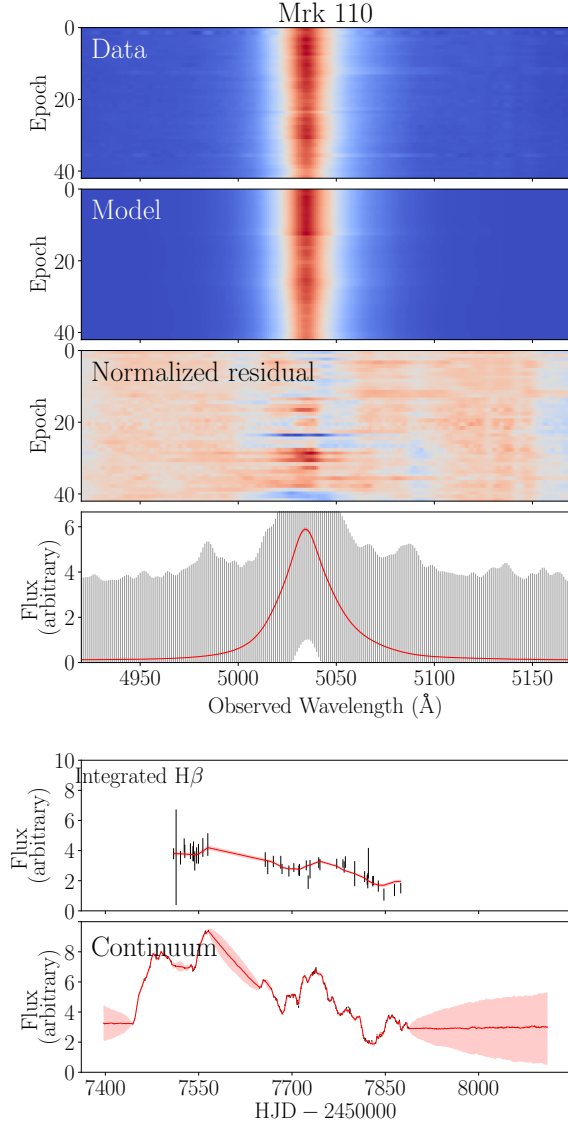 Mrk 110
0
Data
20
Epoch
40
0
Model
20
Epoch
40
0
Normalized residual
20
Epoch
40
6
4
2
0
Flux
(arbitrary)
4950 5000 5050 5100 5150
Observed Wavelength (Å)
10
Integrated Hβ
8
6
4
2
0
Flux
(arbitrary)
Continuum
8
6
4
2
0
Flux
(arbitrary)
7400 7550 7700 7850 8000
HJD − 2450000